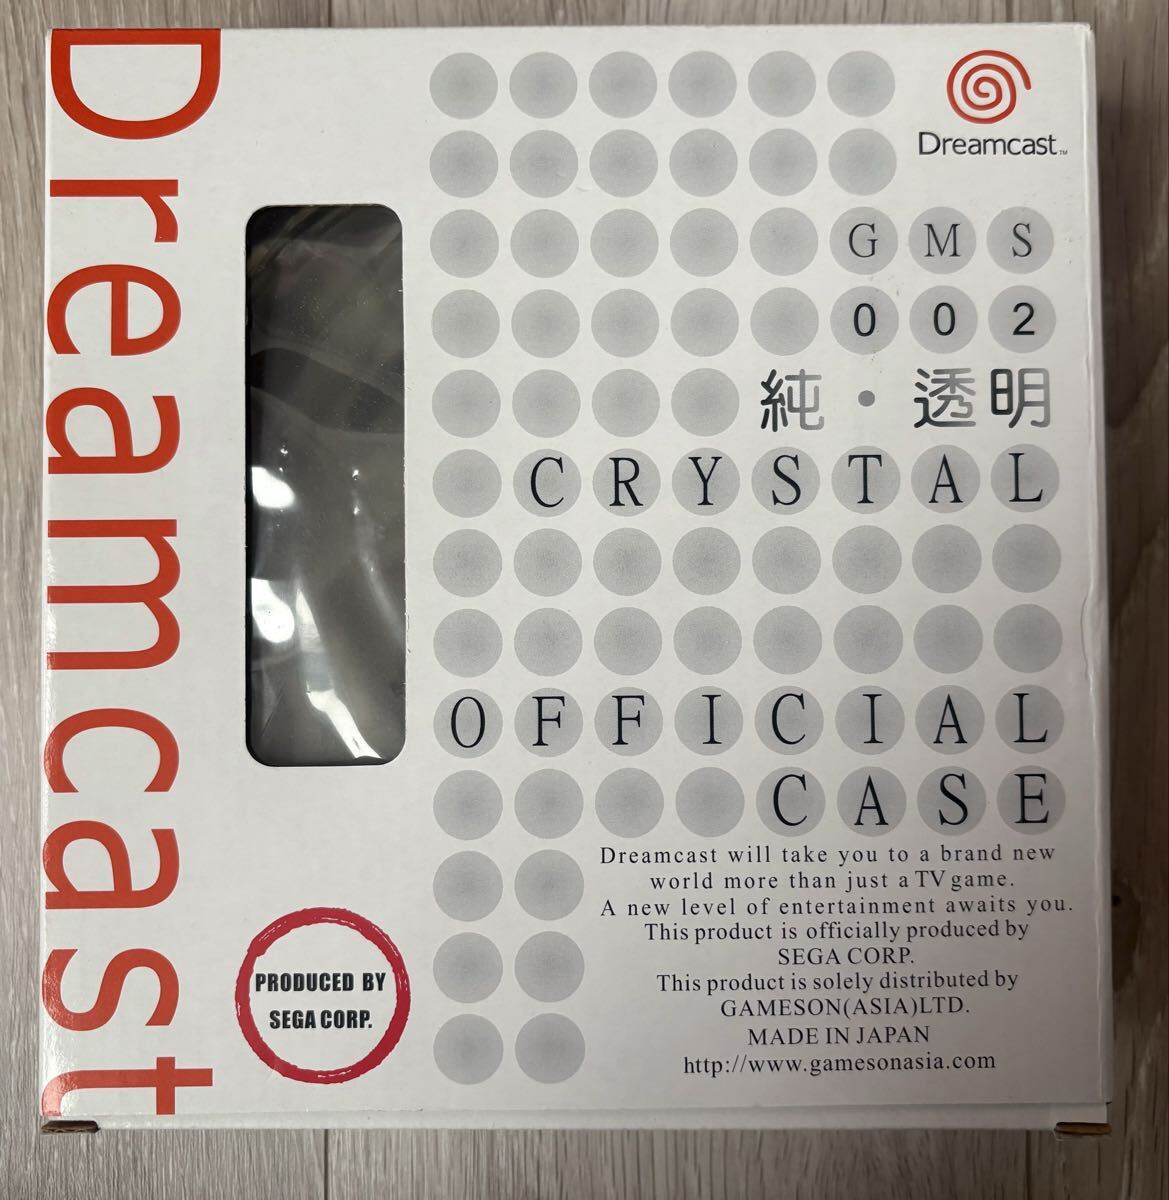 Dreamcast
Dreamcast™
GMS
002
純・透明
CRYSTAL
OFFICIAL
CASE
Dreamcast will take you to a brand new
world more than just a TV game.
A new level of entertainment awaits you.
This product is officially produced by
SEGA CORP.
This product is solely distributed by
GAMESON(ASIA)LTD.
MADE IN JAPAN
http://www.gamesonasia.com
PRODUCED BY
SEGA CORP.